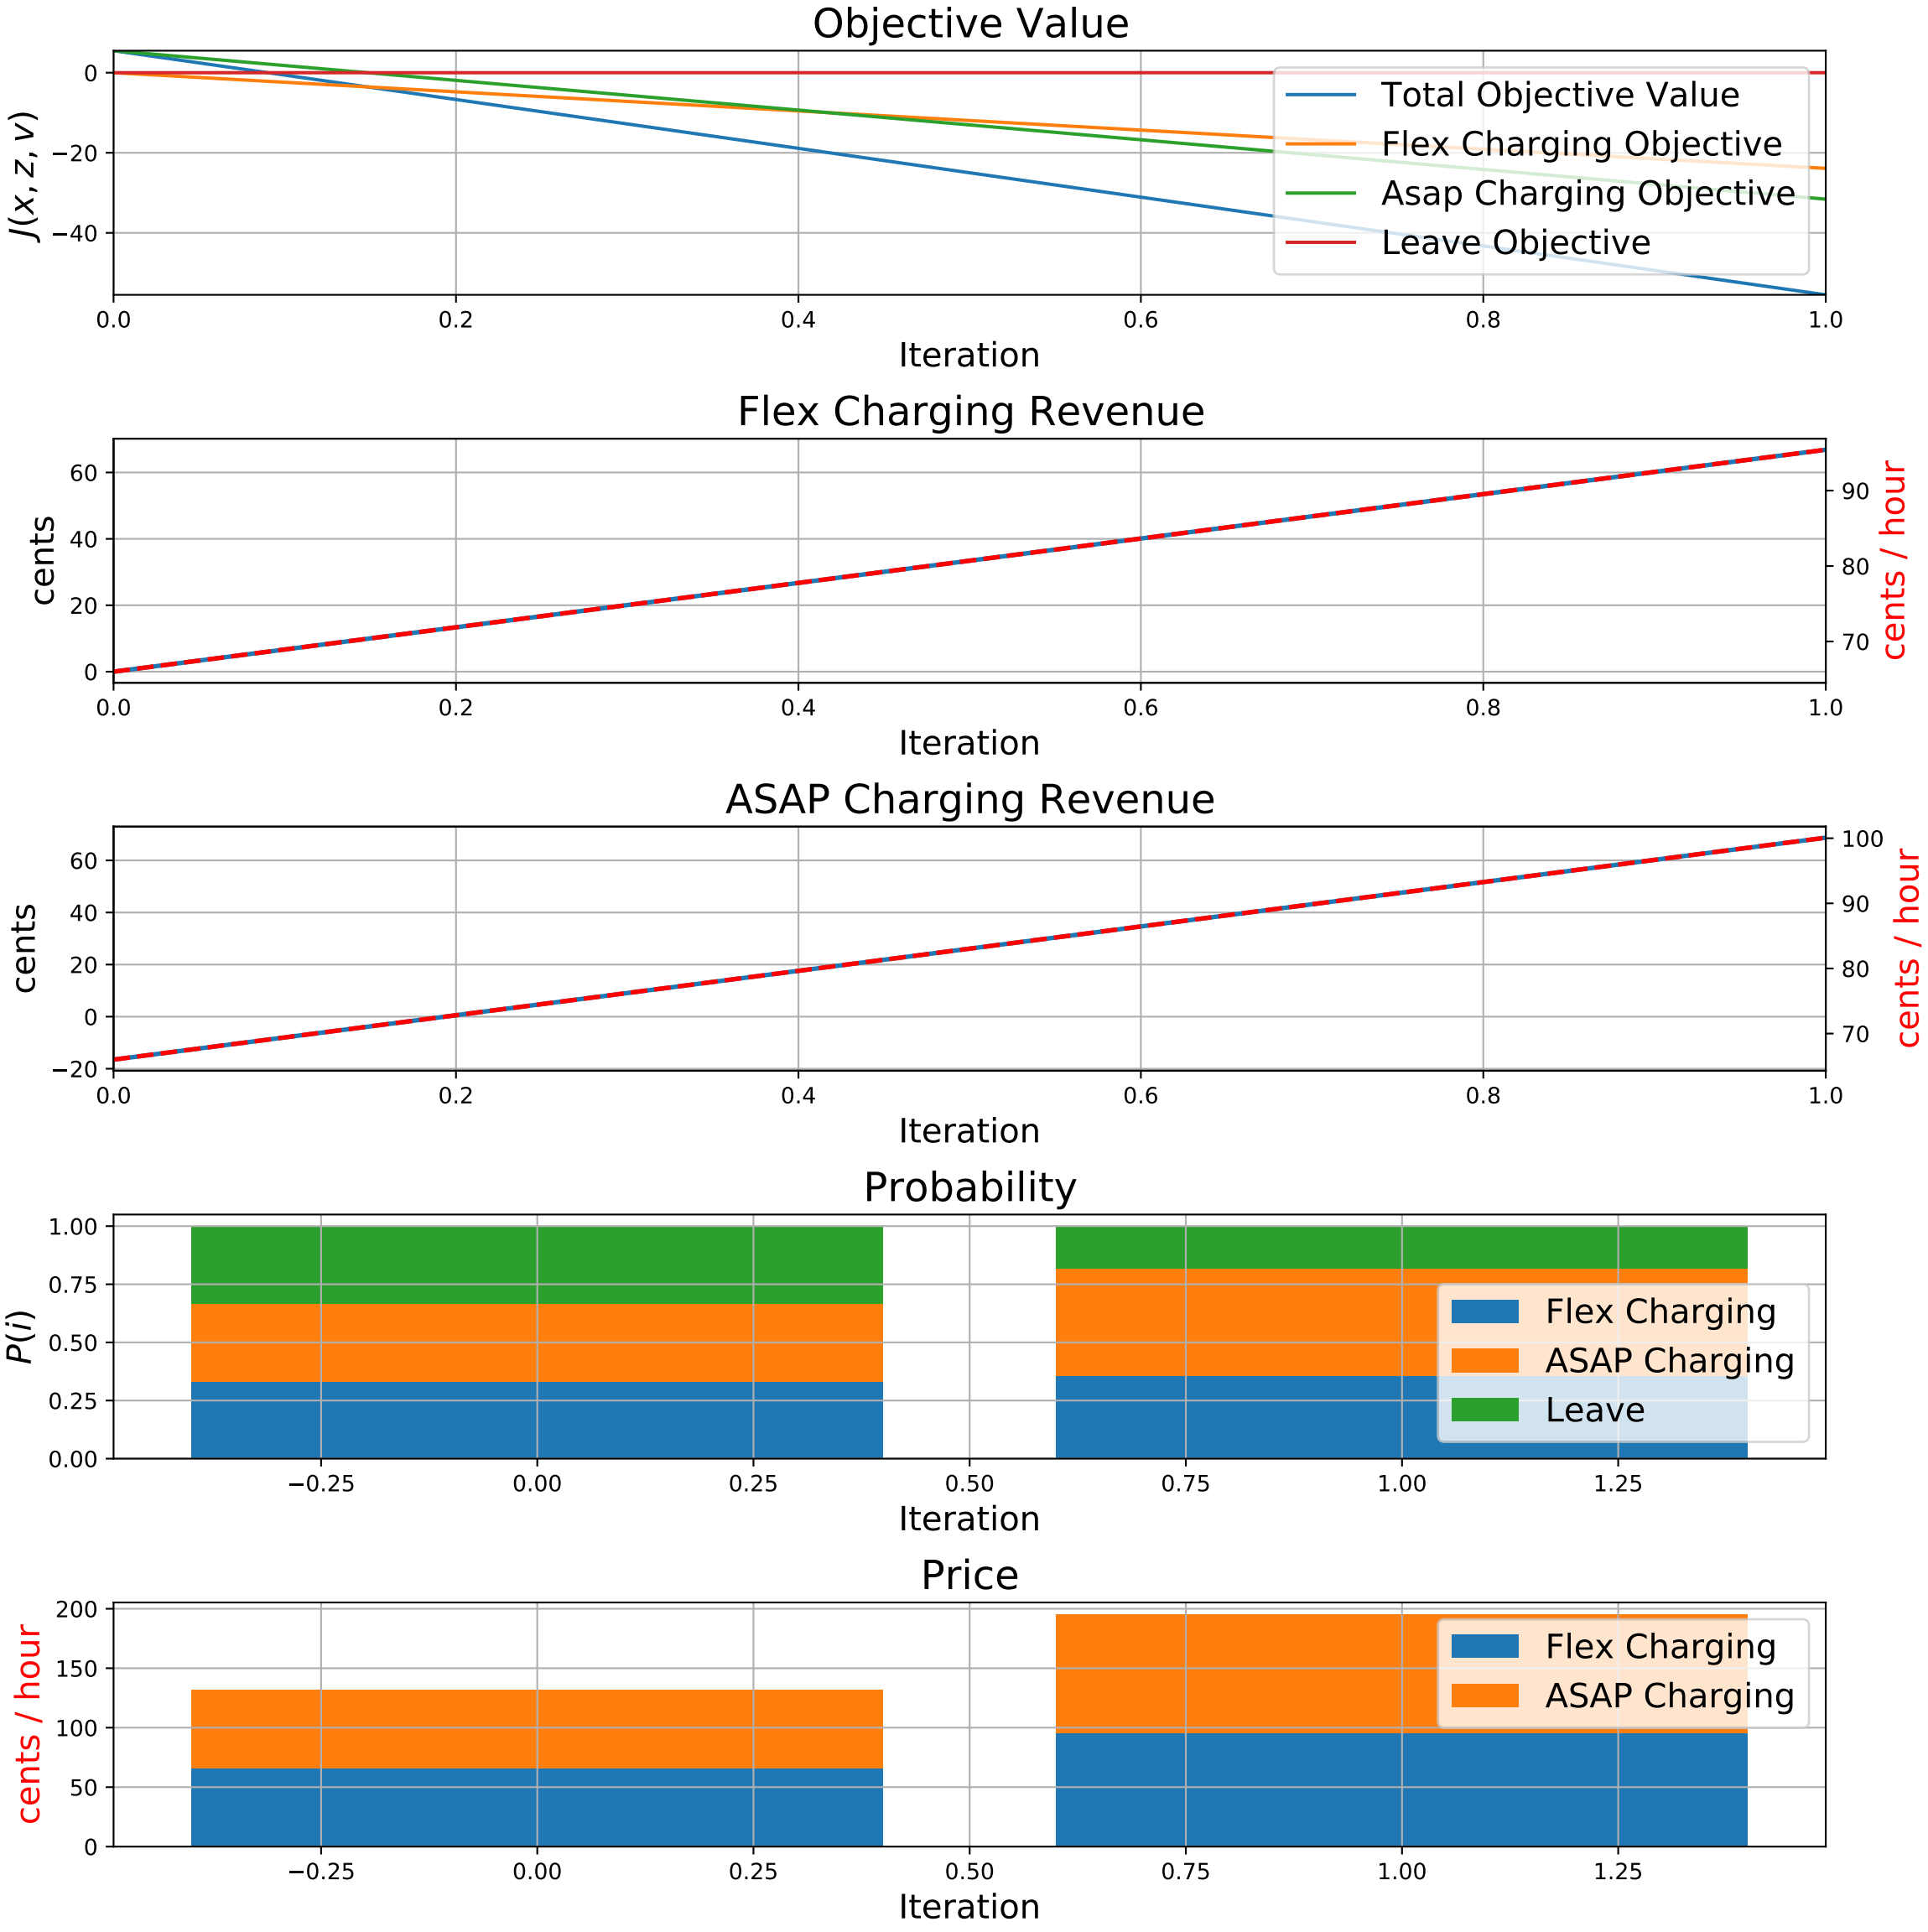 Objective Value
J(x, z, v)
0
−20
−40
Total Objective Value
Flex Charging Objective
Asap Charging Objective
Leave Objective
0.0 0.2 0.4 0.6 0.8 1.0
Iteration
Flex Charging Revenue
cents
60
40
20
0
90
80
70
cents / hour
0.0 0.2 0.4 0.6 0.8 1.0
Iteration
ASAP Charging Revenue
cents
60
40
20
0
−20
100
90
80
70
cents / hour
0.0 0.2 0.4 0.6 0.8 1.0
Iteration
Probability
P(i)
1.00
0.75
0.50
0.25
0.00
Flex Charging
ASAP Charging
Leave
−0.25 0.00 0.25 0.50 0.75 1.00 1.25
Iteration
Price
cents / hour
200
150
100
50
0
Flex Charging
ASAP Charging
−0.25 0.00 0.25 0.50 0.75 1.00 1.25
Iteration